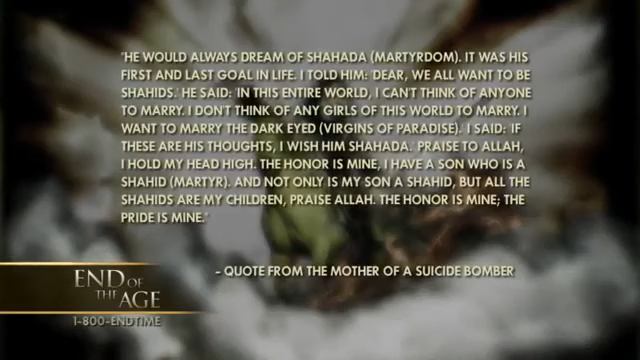 "HE WOULD ALWAYS DREAM OF SHAHADA (MARTYRDOM). IT WAS HIS
FIRST AND LAST GOAL IN LIFE. I TOLD HIM: 'DEAR, WE ALL WANT TO BE
SHAHIDS.' HE SAID: 'IN THIS ENTIRE WORLD, I CAN'T THINK OF ANYONE
TO MARRY. I DON'T THINK OF ANY GIRLS OF THIS WORLD TO MARRY. I
WANT TO MARRY THE DARK EYED (VIRGINS OF PARADISE).' I SAID: 'IF
THESE ARE HIS THOUGHTS, I WISH HIM SHAHADA.' PRAISE TO ALLAH,
I HOLD MY HEAD HIGH. THE HONOR IS MINE, I HAVE A SON WHO IS A
SHAHID (MARTYR). AND NOT ONLY IS MY SON A SHAHID, BUT ALL THE
SHAHIDS ARE MY CHILDREN, PRAISE ALLAH. THE HONOR IS MINE; THE
PRIDE IS MINE."
– QUOTE FROM THE MOTHER OF A SUICIDE BOMBER
END OF
THE AGE
1-800-ENDTIME